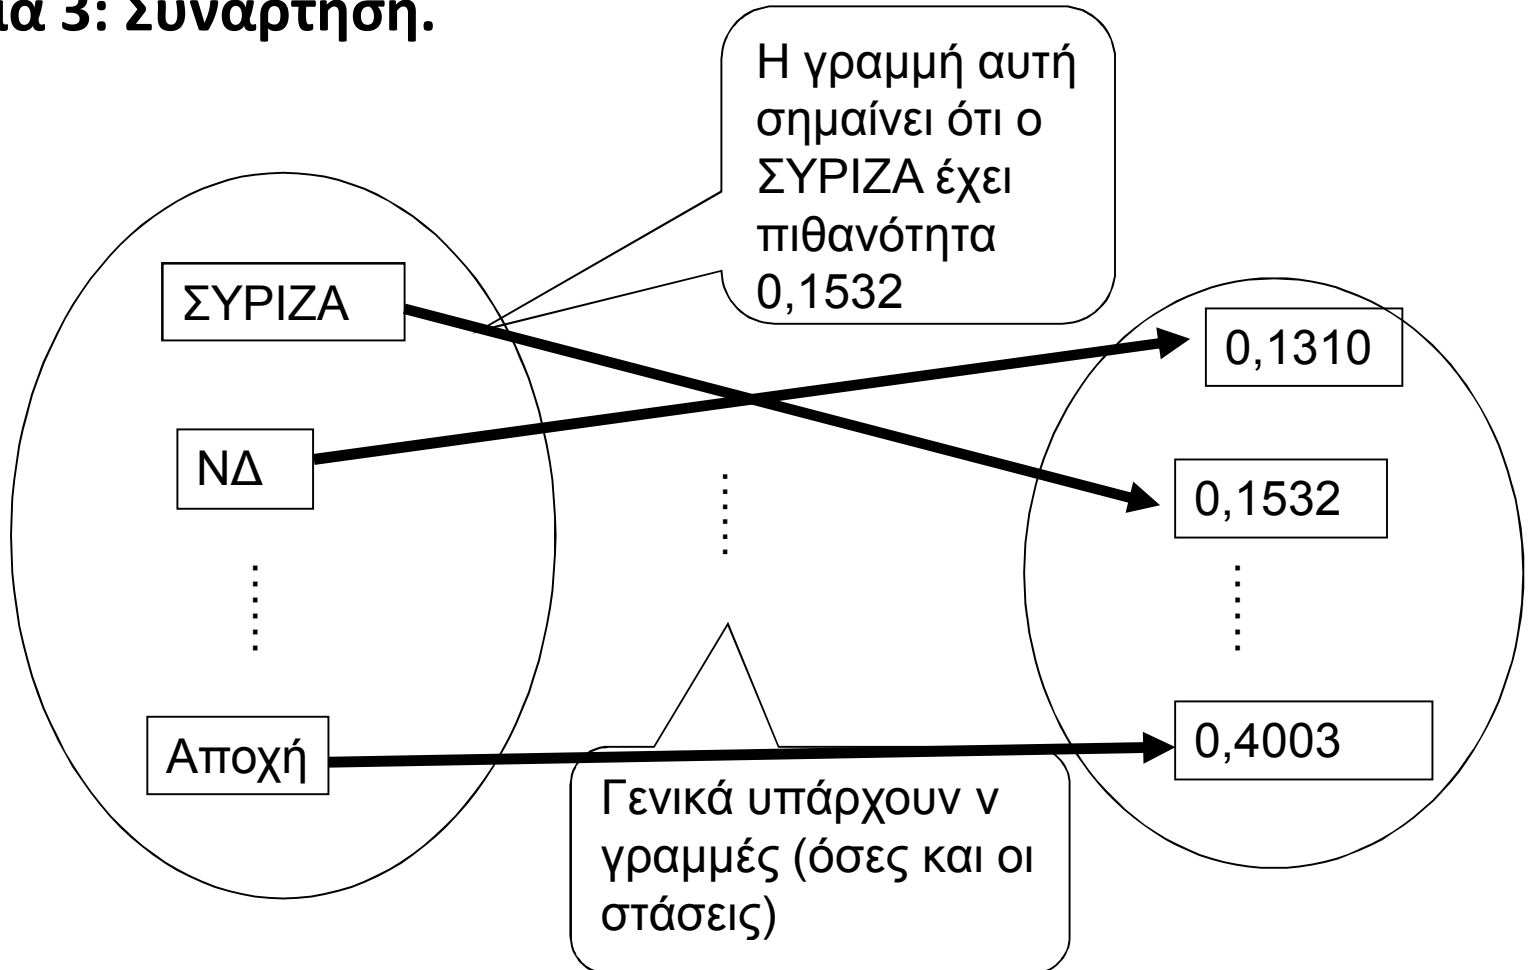 ία 3: Συνάρτηση.
Η γραμμή αυτή
σημαίνει ότι ο
ΣΥΡΙΖΑ έχει
πιθανότητα
0,1532
ΣΥΡΙΖΑ
0,1310
ΝΔ
0,1532
Αποχή
0,4003
Γενικά υπάρχουν ν
γραμμές (όσες και οι
στάσεις)